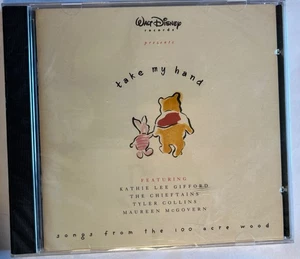 Walt Disney
records
presents
take my hand
FEATURING
KATHIE LEE GIFFORD
THE CHIEFTAINS
TYLER COLLINS
MAUREEN McGOVERN
songs from the 100 acre wood